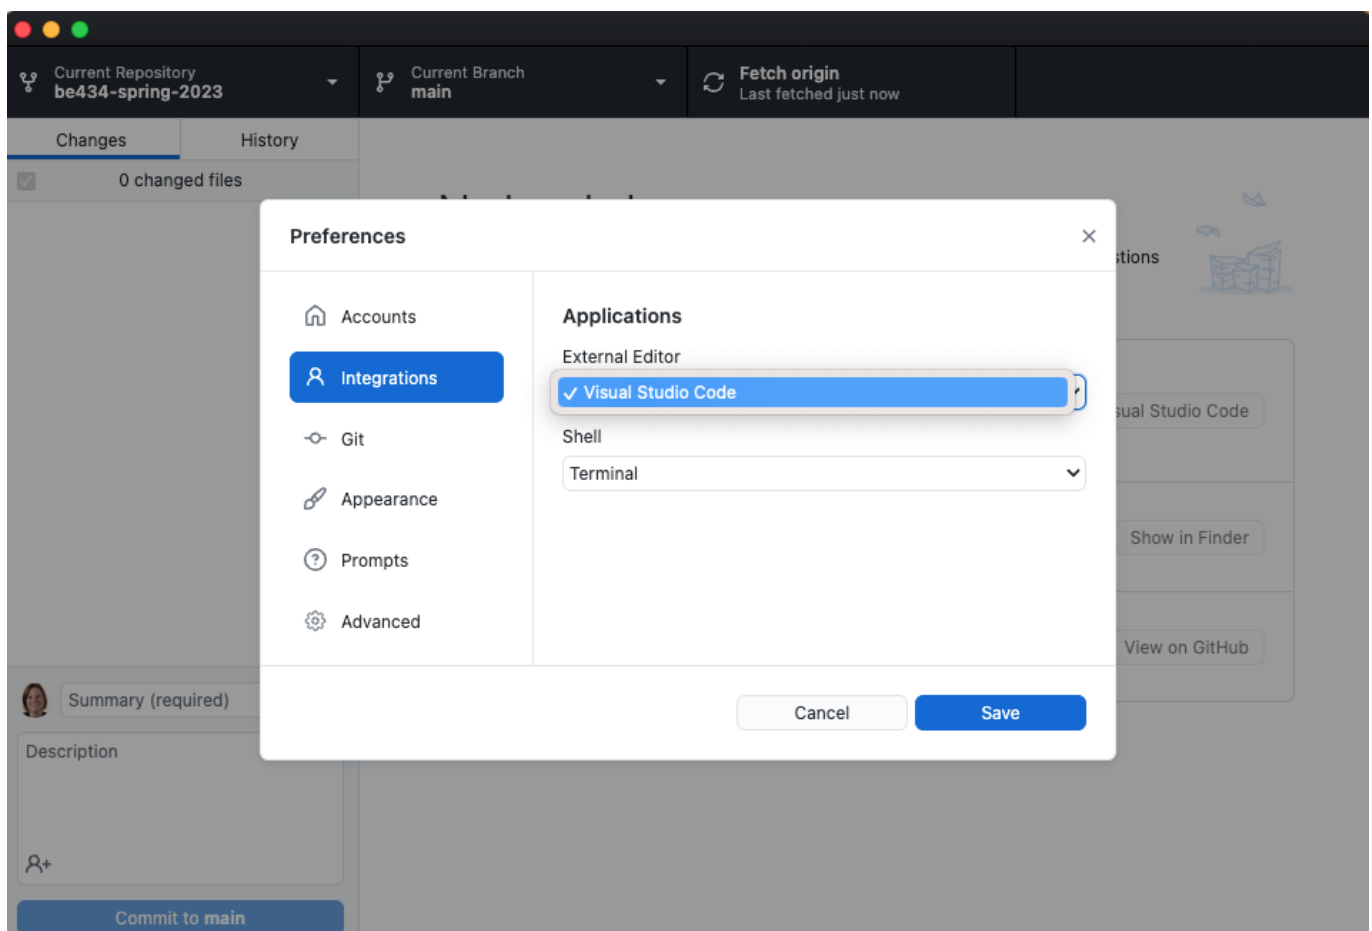 Current Repository
be434-spring-2023
Current Branch
main
Fetch origin
Last fetched just now
Changes
History
0 changed files
Preferences
Accounts
Integrations
Git
Appearance
Prompts
Advanced
Applications
External Editor
✓ Visual Studio Code
Shell
Terminal
Cancel
Save
Studio Code
Show in Finder
View on GitHub
Summary (required)
Description
Commit to main